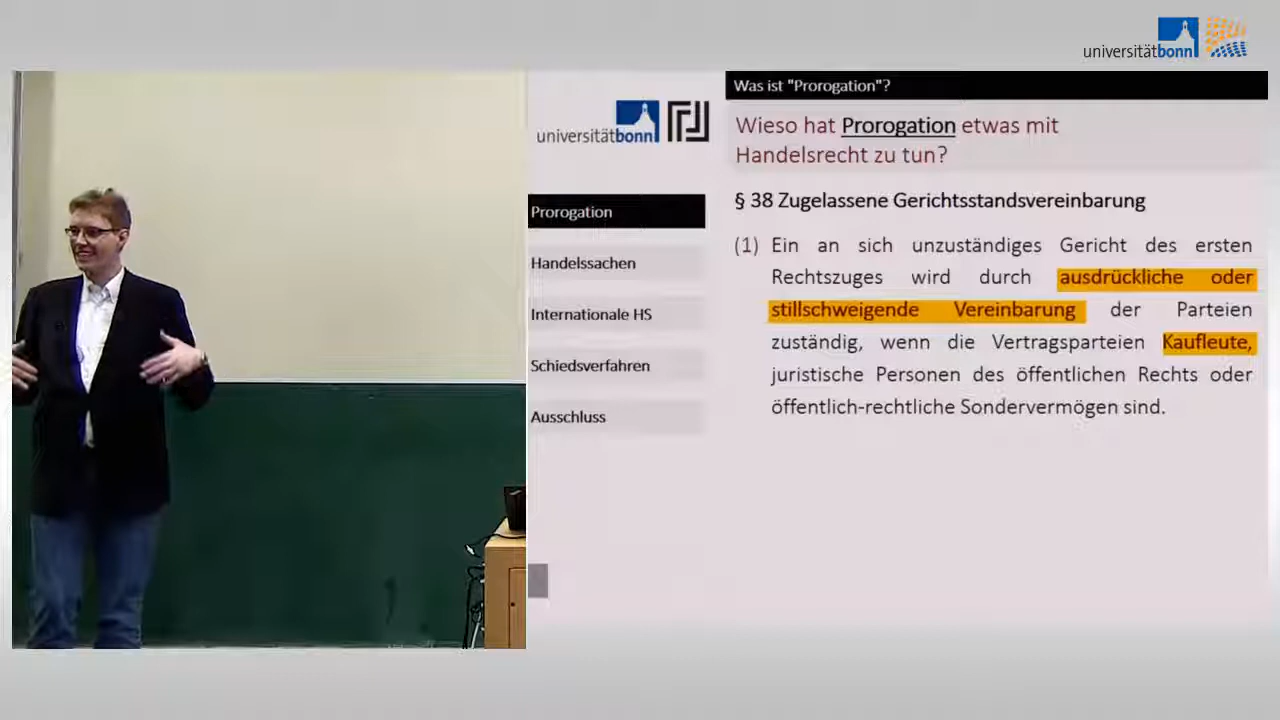 universitätbonn
Was ist "Prorogation"?
universitätbonn
Wieso hat Prorogation etwas mit
Handelsrecht zu tun?
Prorogation
Handelssachen
Internationale HS
Schiedsverfahren
Ausschluss
§ 38 Zugelassene Gerichtsstandsvereinbarung
(1) Ein an sich unzuständiges Gericht des ersten
Rechtszuges wird durch ausdrückliche oder
stillschweigende Vereinbarung der Parteien
zuständig, wenn die Vertragsparteien Kaufleute,
juristische Personen des öffentlichen Rechts oder
öffentlich-rechtliche Sondervermögen sind.